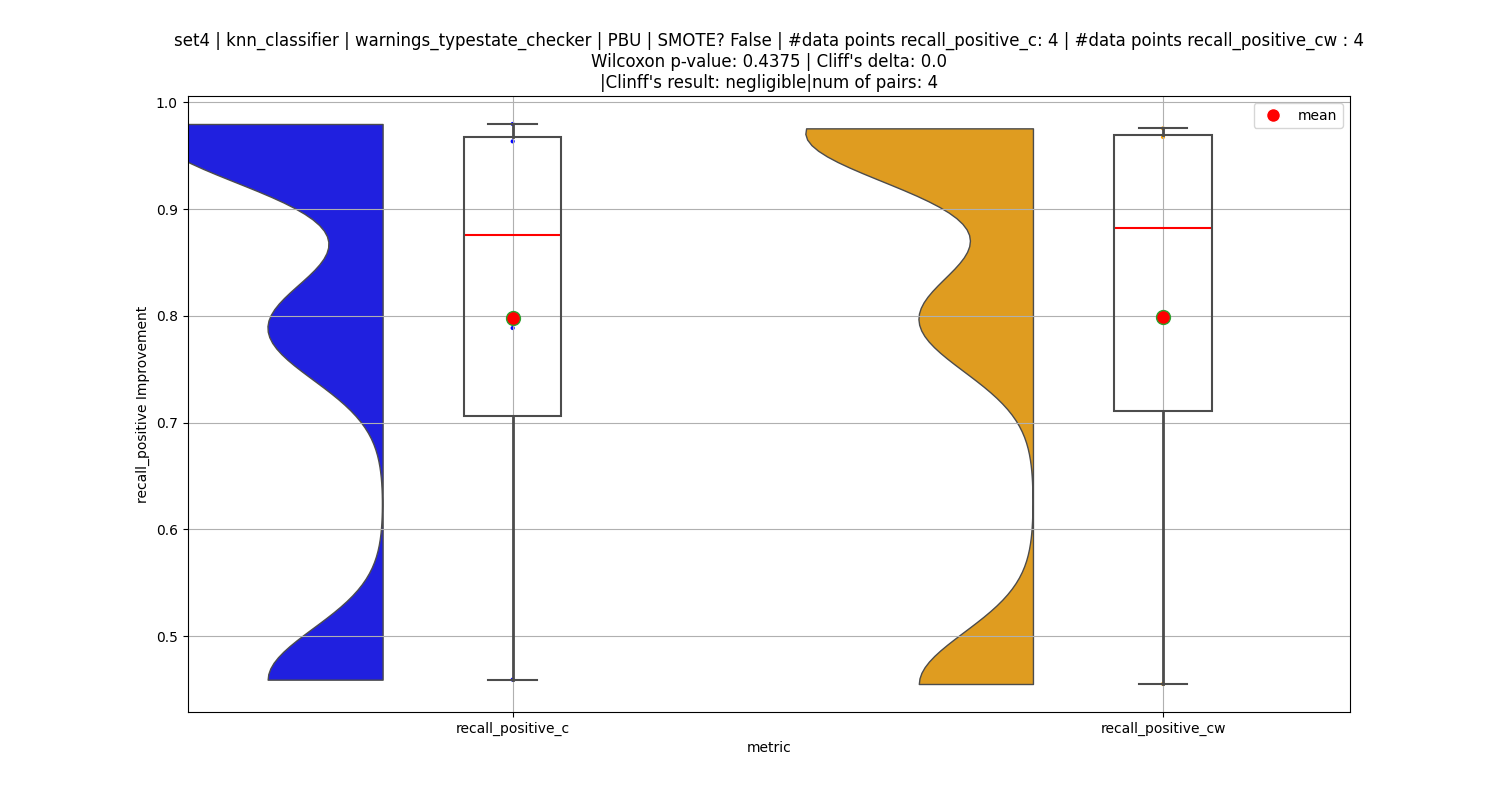 set4 | knn_classifier | warnings_typestate_checker | PBU | SMOTE? False | #data points recall_positive_c: 4 | #data points recall_positive_cw : 4
Wilcoxon p-value: 0.4375 | Cliff's delta: 0.0
|Clinff's result: negligible|num of pairs: 4
mean
1.0
0.9
0.8
0.7
0.6
0.5
recall_positive Improvement
recall_positive_c
recall_positive_cw
metric